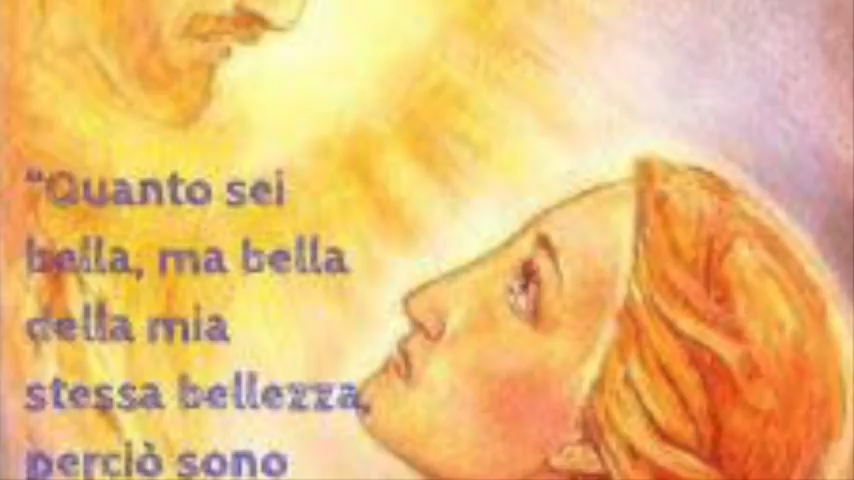 “Quanto sei
bella, ma bella
della mia
stessa bellezza,
perciò sono